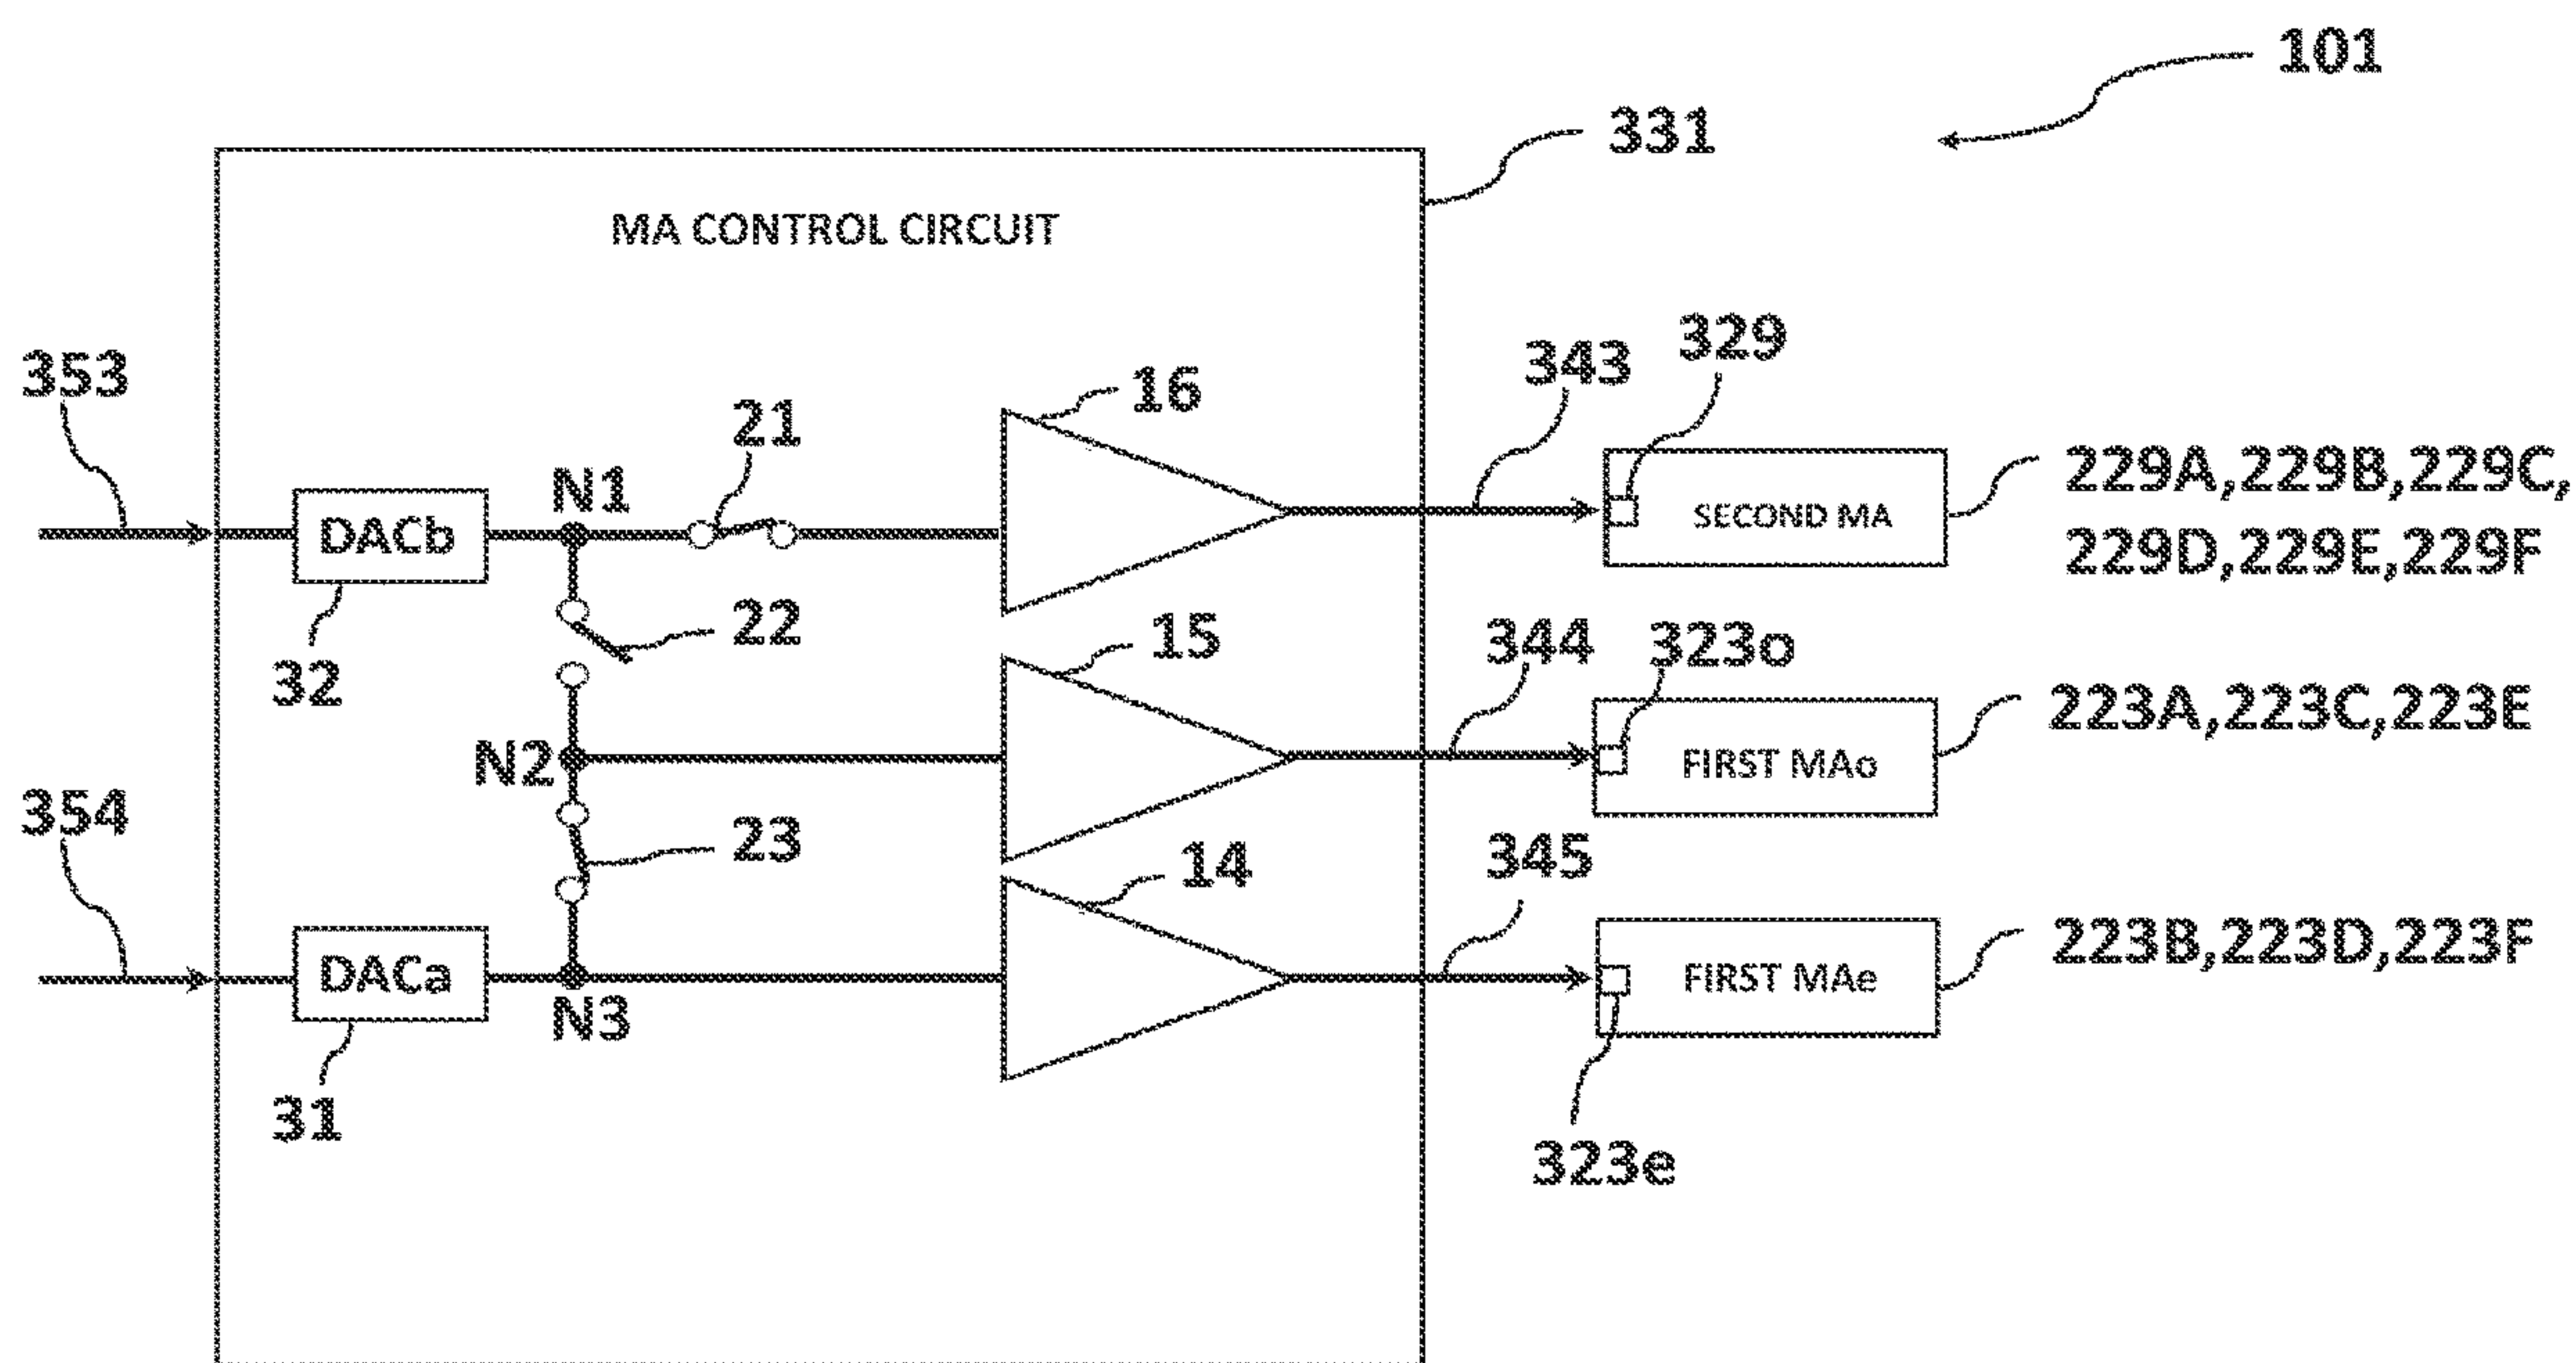 101
331
MA CONTROL CIRCUIT
353
354
DACb
32
N1
21
22
N2
23
DACa
31
N3
16
15
14
343
329
SECOND MA
229A,229B,229C,
229D,229E,229F
344
323o
FIRST MAo
223A,223C,223E
345
FIRST MAe
223B,223D,223F
323e